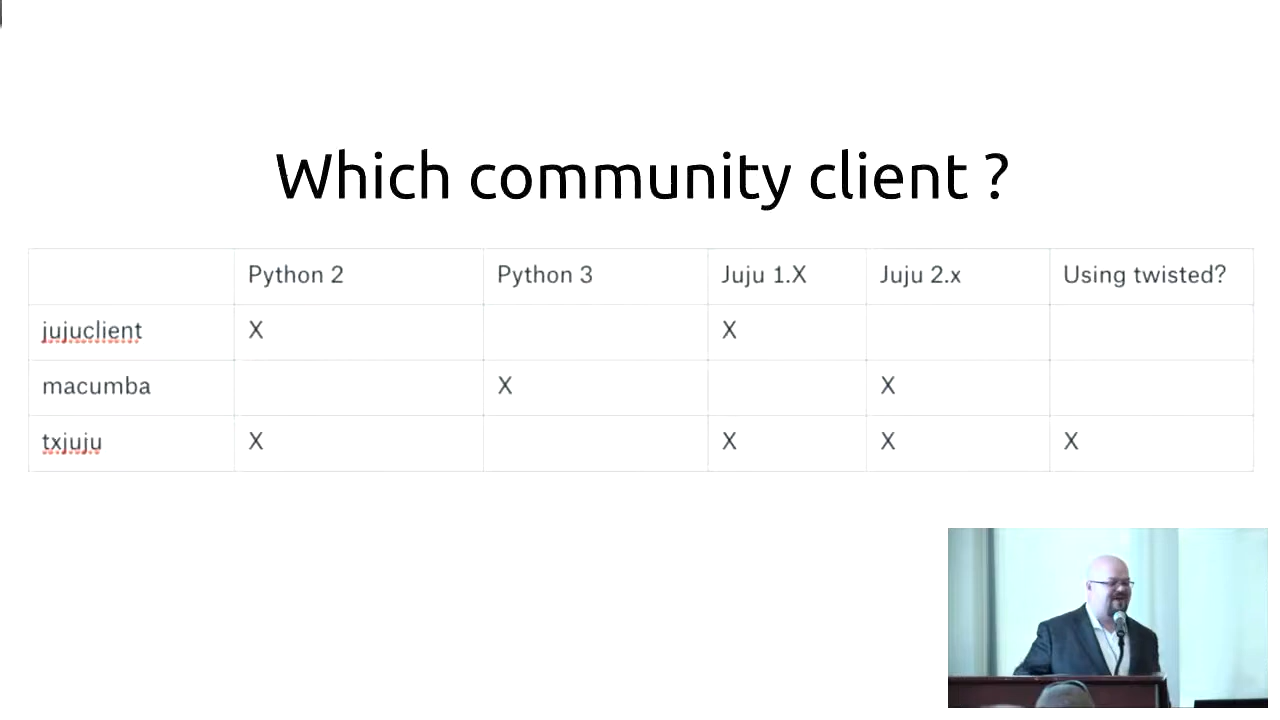 Which community client ?
Python 2 Python 3 Juju 1.X Juju 2.x Using twisted?
jujuclient X X
macumba X X
txjuju X X X X